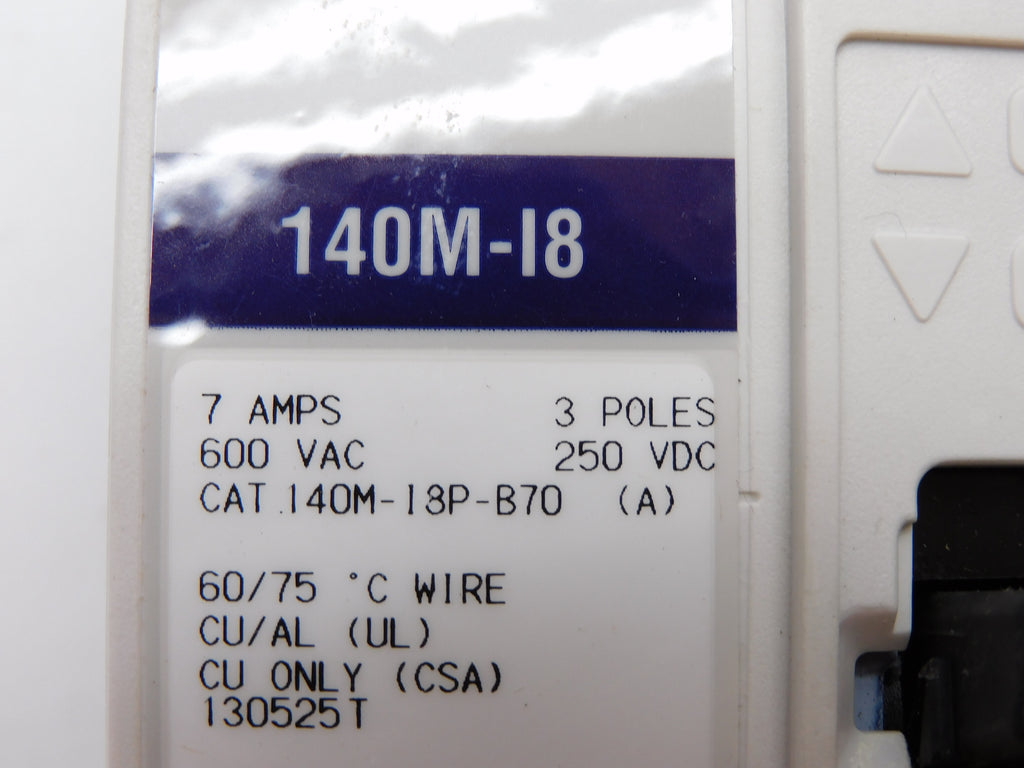 140M-I8
7 AMPS 3 POLES
600 VAC 250 VDC
CAT.140M-I8P-B70 (A)
60/75 °C WIRE
CU/AL (UL)
CU ONLY (CSA)
130525T